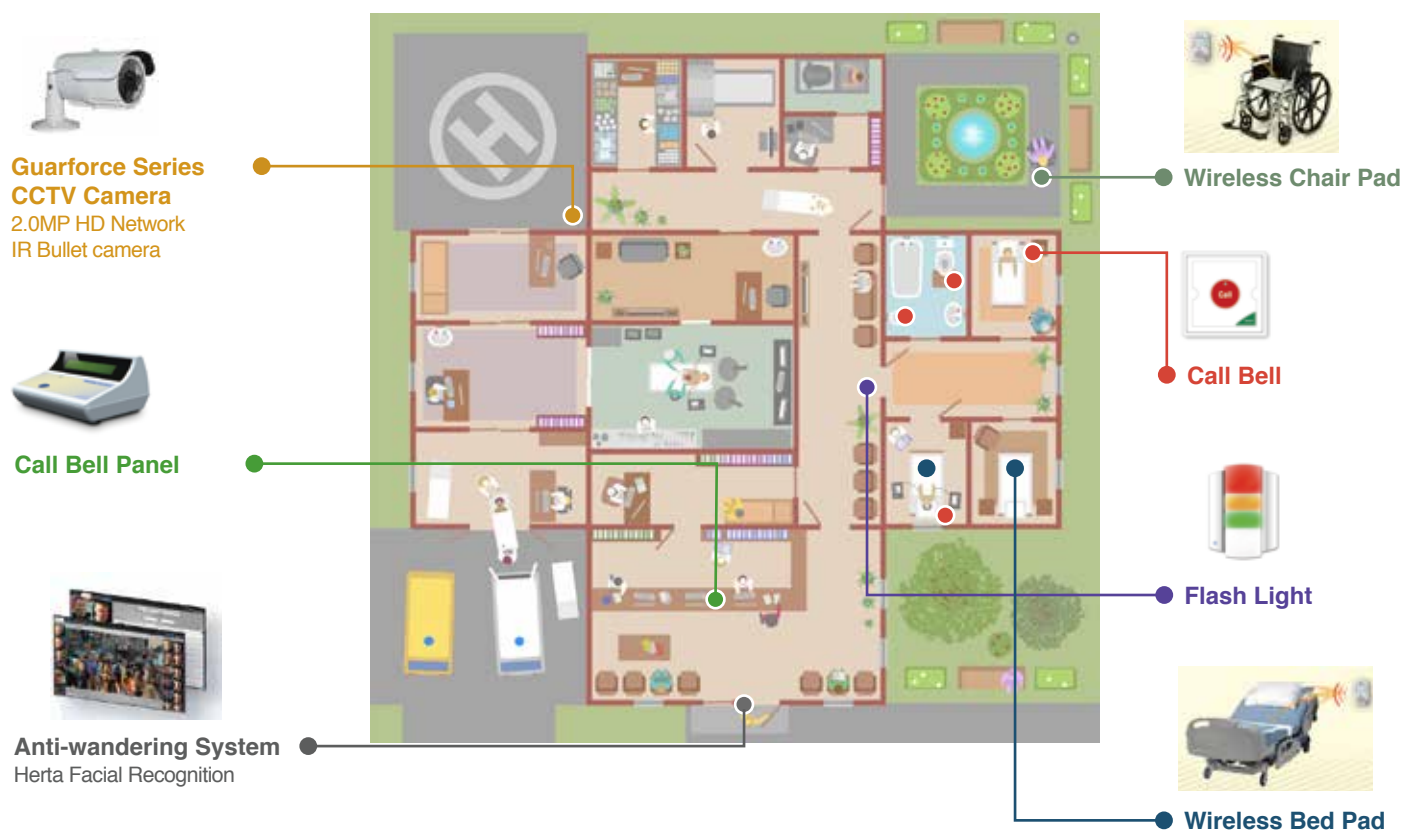 Guarforce Series
CCTV Camera
2.0MP HD Network
IR Bullet camera
Call Bell Panel
Anti-wandering System
Herta Facial Recognition
H
Wireless Chair Pad
Call
Call Bell
Flash Light
Wireless Bed Pad